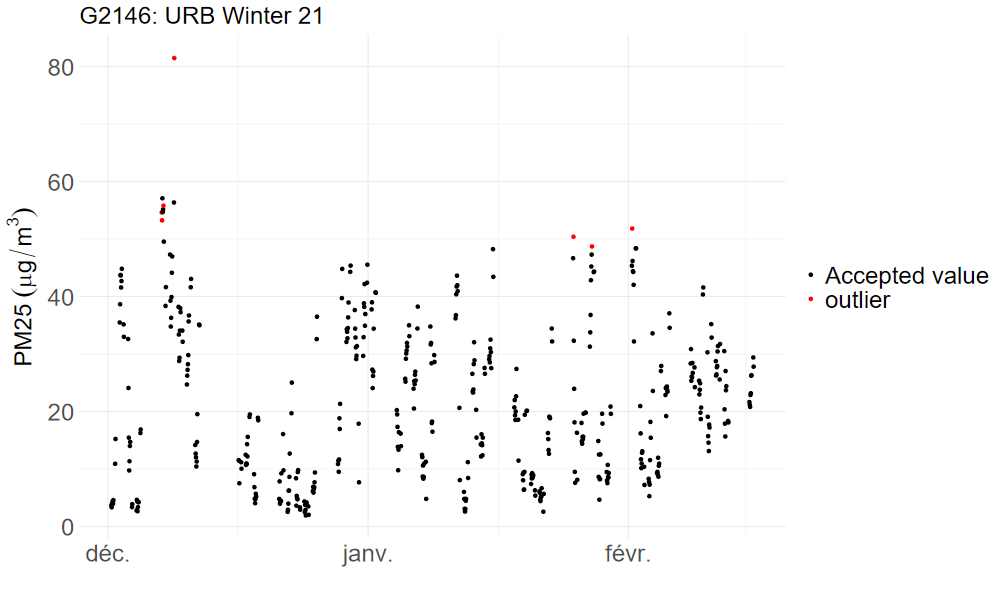 G2146: URB Winter 21
80
60
40
20
0
PM25 (µg/m³)
déc.
janv.
févr.
Accepted value
outlier